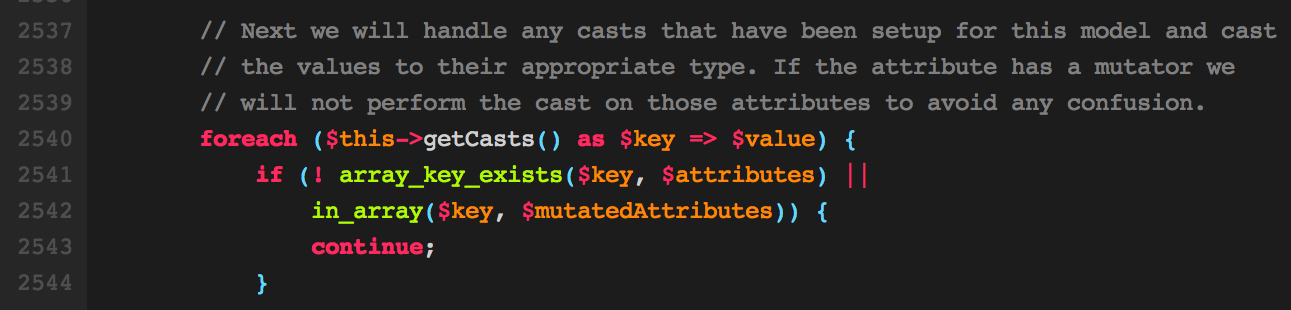 2537 // Next we will handle any casts that have been setup for this model and cast
2538 // the values to their appropriate type. If the attribute has a mutator we
2539 // will not perform the cast on those attributes to avoid any confusion.
2540 foreach ($this->getCasts() as $key => $value) {
2541 if (! array_key_exists($key, $attributes) ||
2542 in_array($key, $mutatedAttributes)) {
2543 continue;
2544 }